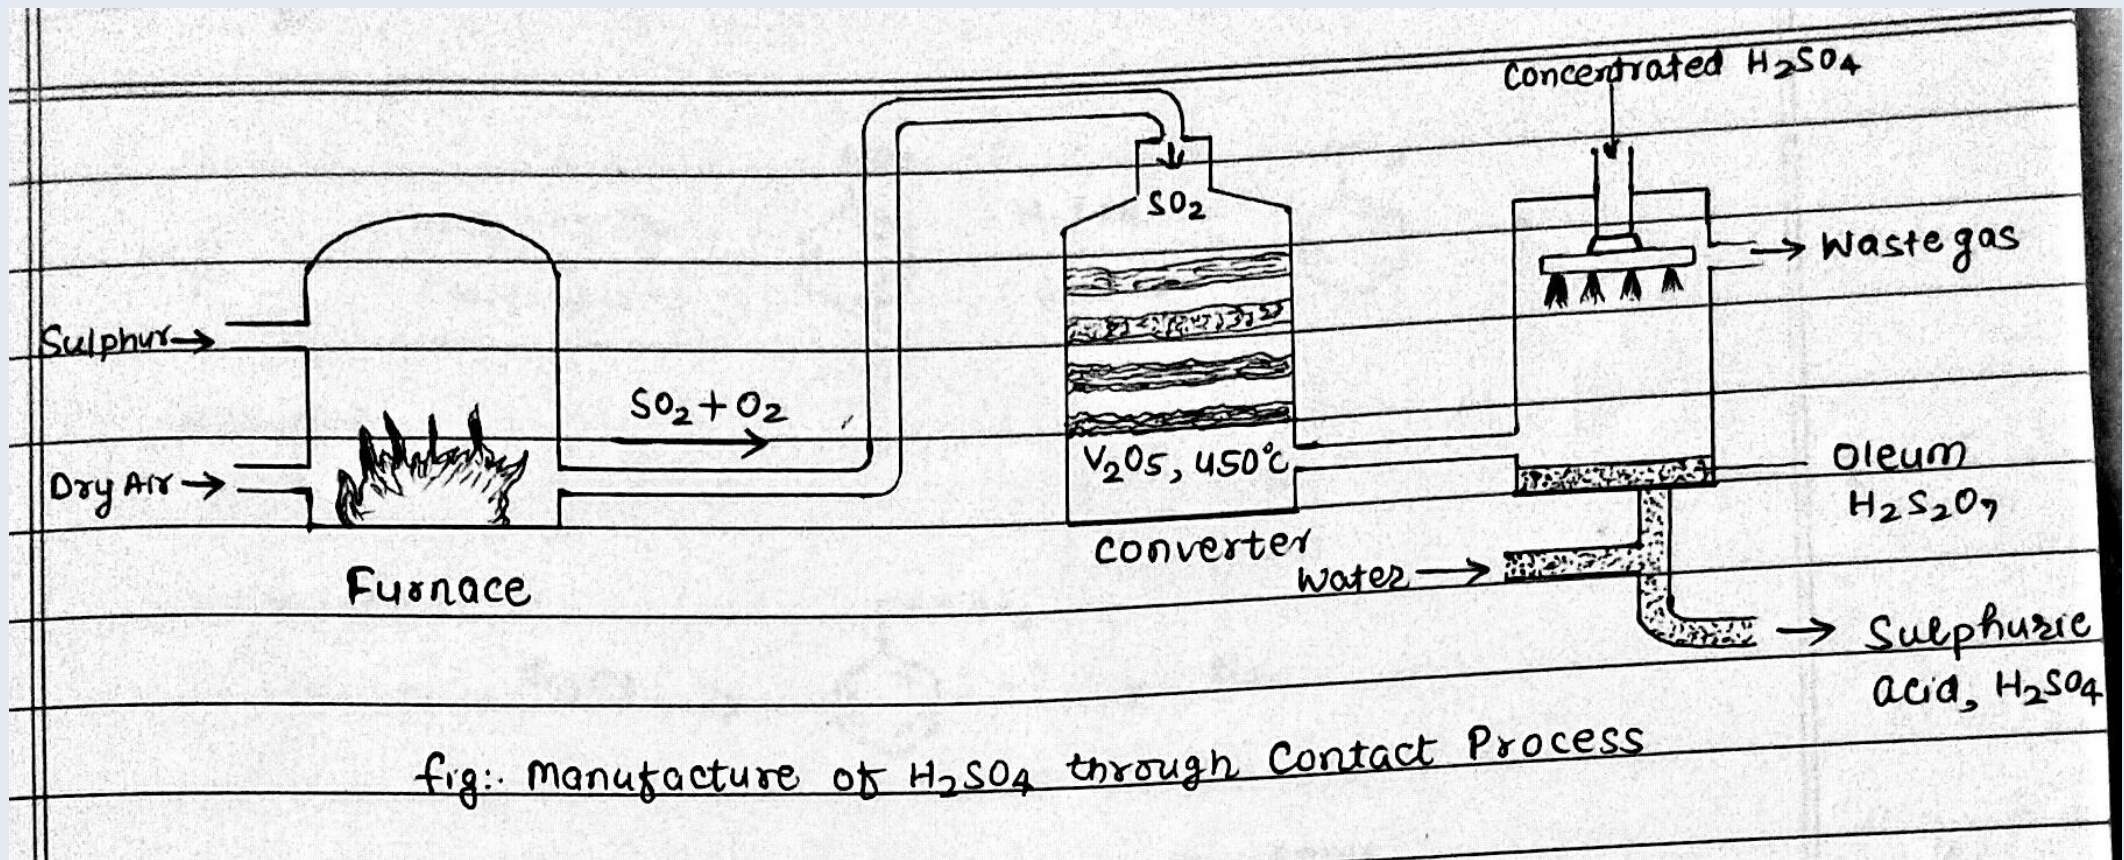 Concentrated H₂SO₄
SO₂
Waste gas
Sulphur→
SO₂ + O₂
Dry Air →
V₂O₅, 450°C
Oleum
H₂S₂O₇
Converter
Water →
Furnace
→ Sulphuric
acid, H₂SO₄
fig:. Manufacture of H₂SO₄ through Contact Process